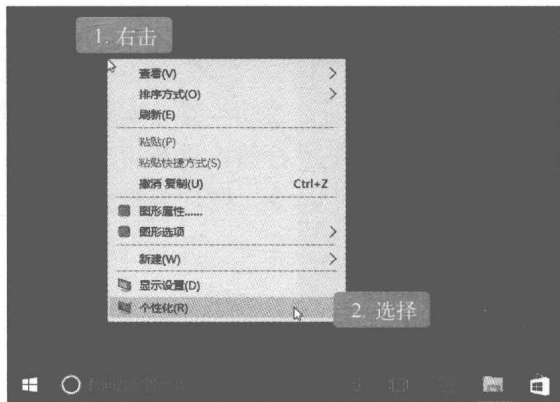 1. 右击
查看(V)
排序方式(O)
刷新(E)
粘贴(P)
粘贴快捷方式(S)
撤消 复制(U) Ctrl+Z
图形属性……
图形选项
新建(W)
显示设置(D)
个性化(R)
2. 选择